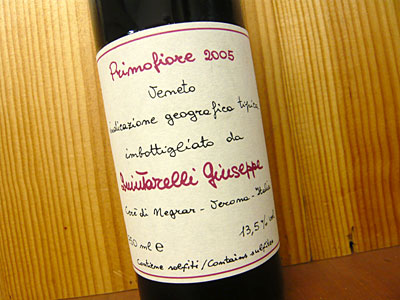 Primofiore 2005
Veneto
indicazione geografica tipica
imbottigliato da
Quintarelli Giuseppe
Cerè di Negrar - Verona - Italia
750 ml e 13,5% vol
Contiene solfiti/Contains sulfites